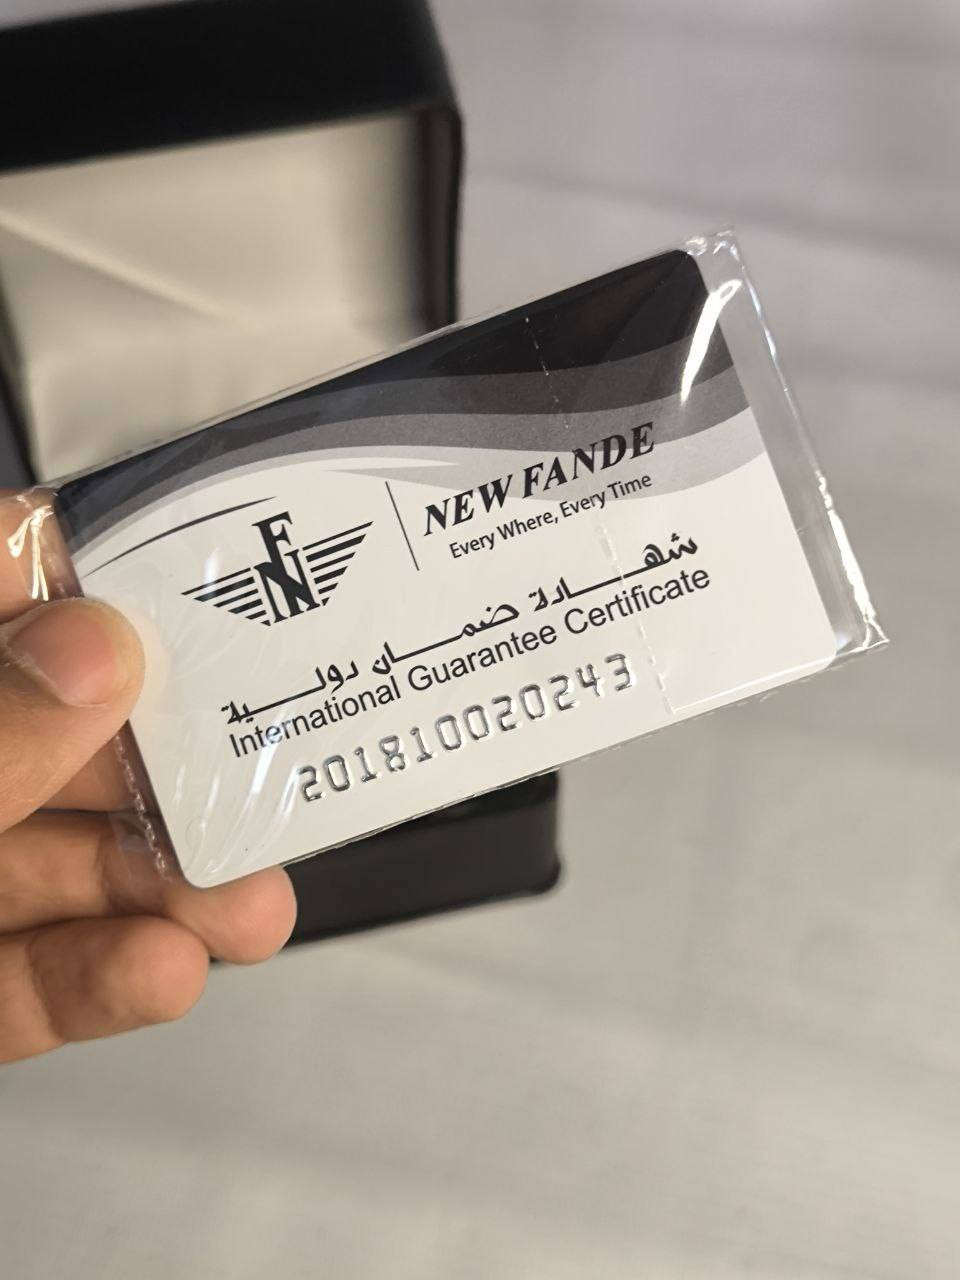 FN
NEW FANDE
Every Where, Every Time
شهادة ضمان دولية
International Guarantee Certificate
201810020243